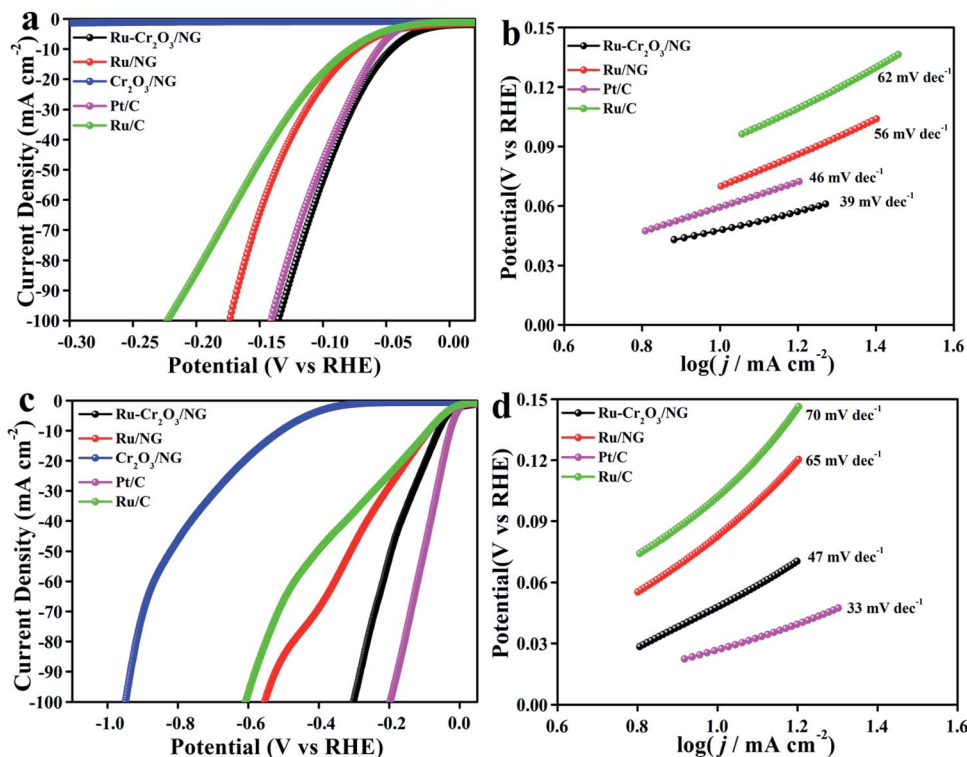 a
Current Density (mA cm⁻²)
0
-10
-20
-30
-40
-50
-60
-70
-80
-90
-100
Ru-Cr₂O₃/NG
Ru/NG
Cr₂O₃/NG
Pt/C
Ru/C
-0.30
-0.25
-0.20
-0.15
-0.10
-0.05
0.00
Potential (V vs RHE)
b
Potential(V vs RHE)
0.15
0.12
0.09
0.06
0.03
0.00
Ru-Cr₂O₃/NG
Ru/NG
Pt/C
Ru/C
62 mV dec⁻¹
56 mV dec⁻¹
46 mV dec⁻¹
39 mV dec⁻¹
0.6
0.8
1.0
1.2
1.4
1.6
log(j / mA cm⁻²)
c
Current Density (mA cm⁻²)
0
-10
-20
-30
-40
-50
-60
-70
-80
-90
-100
Ru-Cr₂O₃/NG
Ru/NG
Cr₂O₃/NG
Pt/C
Ru/C
-1.0
-0.8
-0.6
-0.4
-0.2
0.0
Potential (V vs RHE)
d
Potential(V vs RHE)
0.15
0.12
0.09
0.06
0.03
0.00
Ru-Cr₂O₃/NG
Ru/NG
Pt/C
Ru/C
70 mV dec⁻¹
65 mV dec⁻¹
47 mV dec⁻¹
33 mV dec⁻¹
0.6
0.8
1.0
1.2
1.4
1.6
log(j / mA cm⁻²)